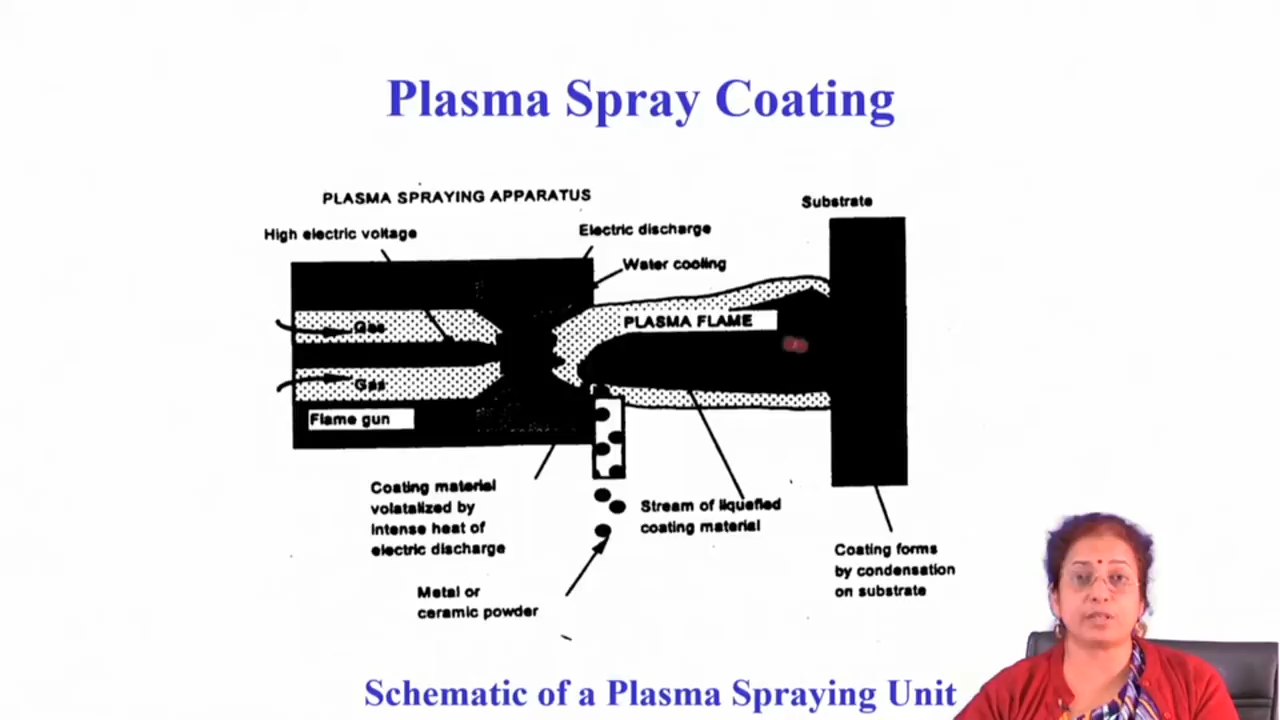 Plasma Spray Coating
PLASMA SPRAYING APPARATUS
Substrate
High electric voltage
Electric discharge
Water cooling
Gas
PLASMA FLAME
Gas
Flame gun
Coating material
volatalized by
intense heat of
electric discharge
Stream of liquefied
coating material
Coating forms
by condensation
on substrate
Metal or
ceramic powder
Schematic of a Plasma Spraying Unit